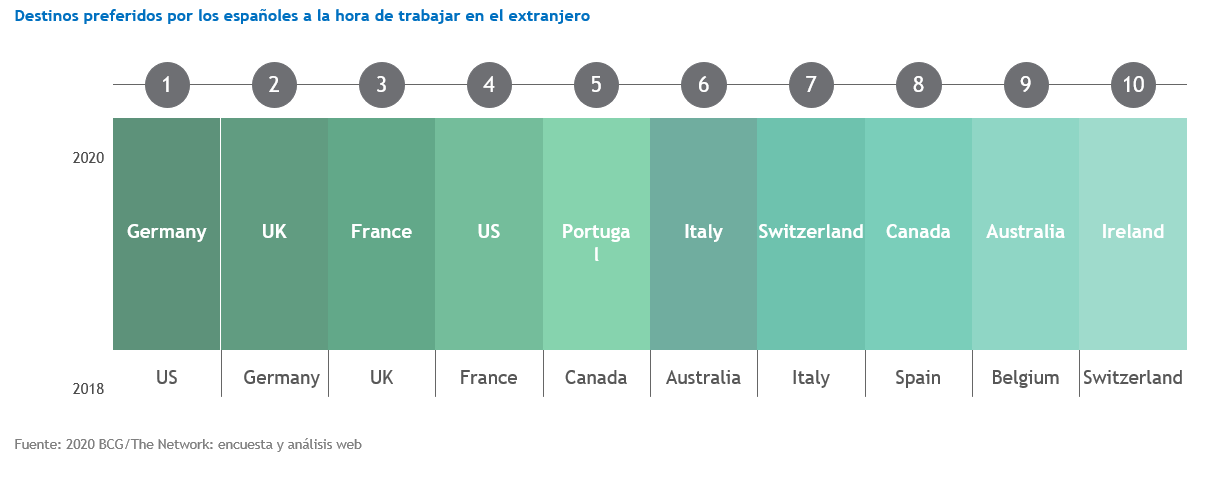 Destinos preferidos por los españoles a la hora de trabajar en el extranjero
1 2 3 4 5 6 7 8 9 10
2020
Germany UK France US Portuga Italy Switzerland Canada Australia Ireland
l
US Germany UK France Canada Australia Italy Spain Belgium Switzerland
2018
Fuente: 2020 BCG/The Network: encuesta y análisis web